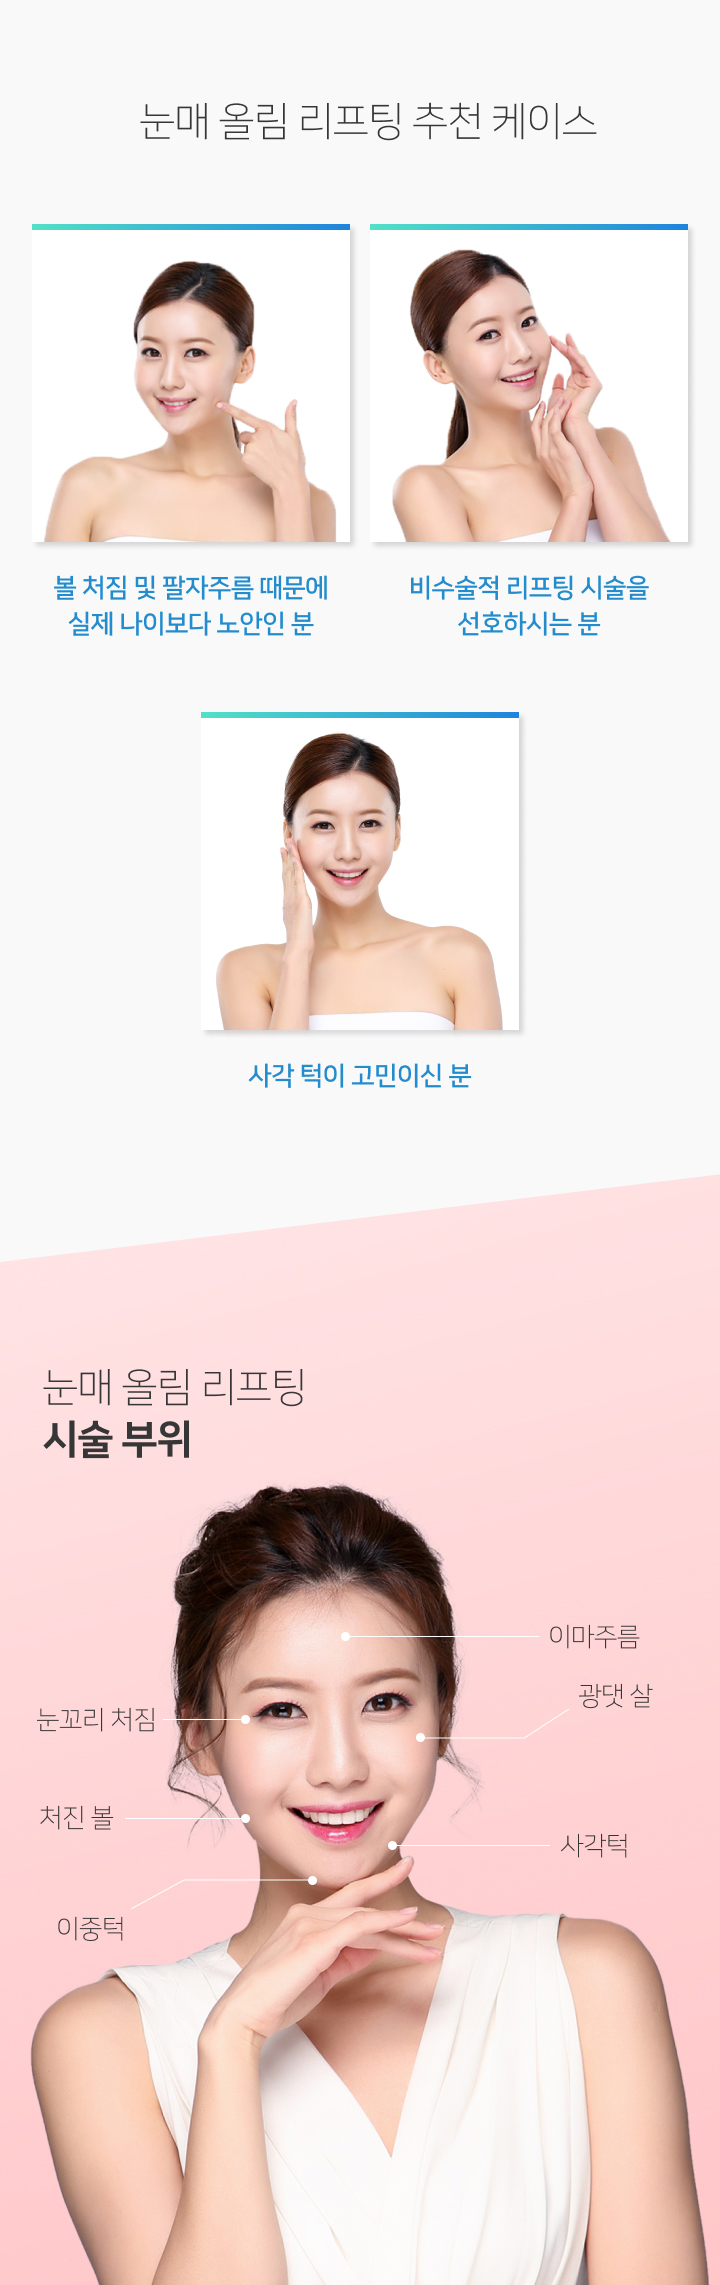 눈매 올림 리프팅 추천 케이스
볼 처짐 및 팔자주름 때문에
실제 나이보다 노안인 분
비수술적 리프팅 시술을
선호하시는 분
사각 턱이 고민이신 분
눈매 올림 리프팅
시술 부위
이마주름
광댓 살
눈꼬리 처짐
처진 볼
사각턱
이중턱